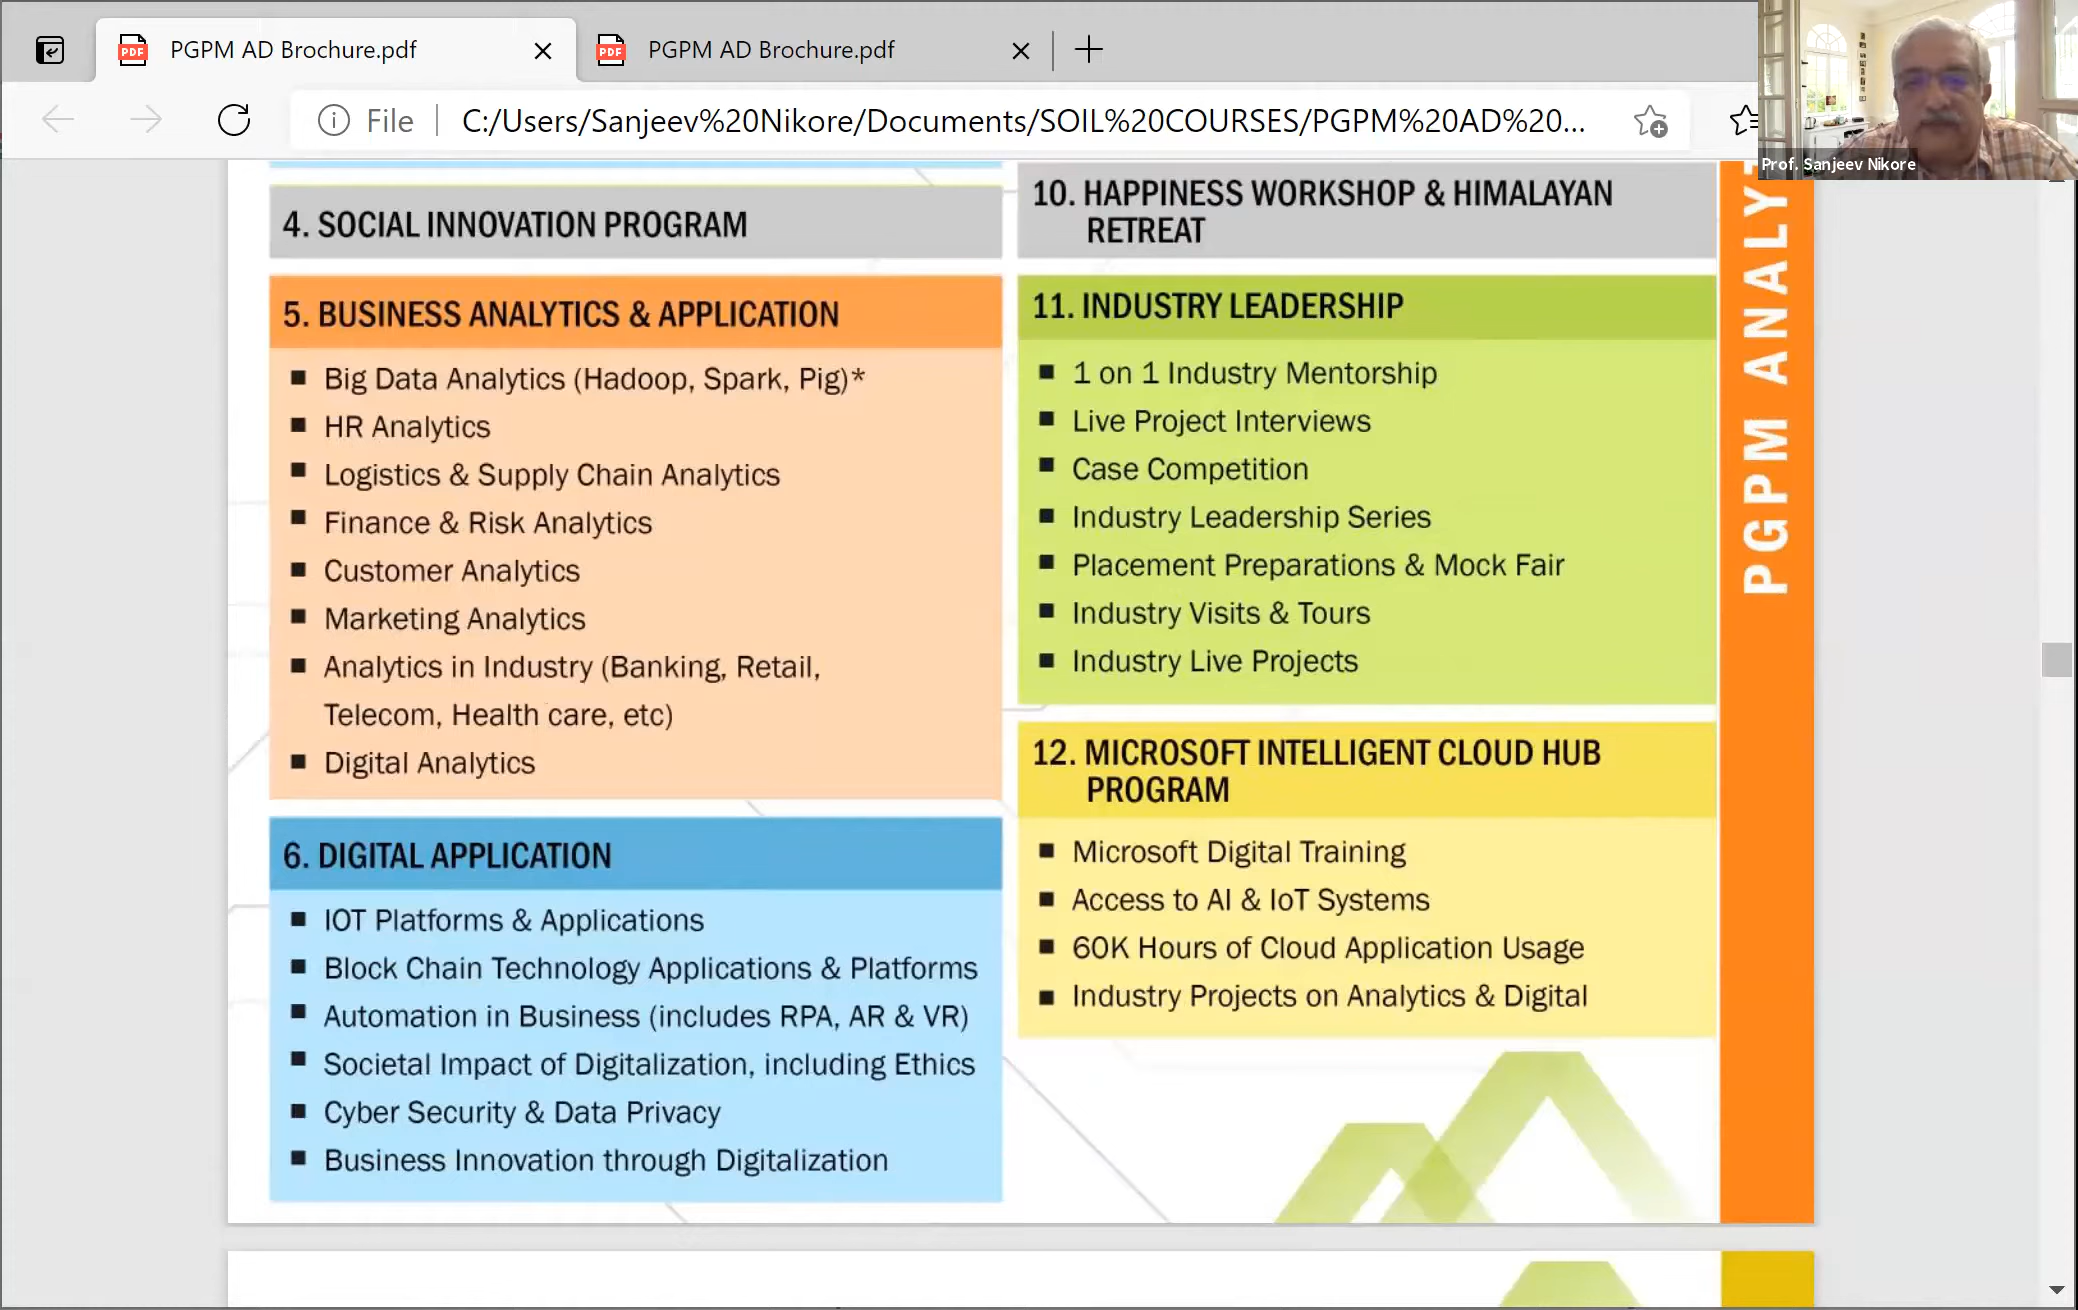 PGPM AD Brochure.pdf
PGPM AD Brochure.pdf
File
C:/Users/Sanjeev%20Nikore/Documents/SOIL%20COURSES/PGPM%20AD%20...
Prof. Sanjeev Nikore
4. SOCIAL INNOVATION PROGRAM
5. BUSINESS ANALYTICS & APPLICATION
Big Data Analytics (Hadoop, Spark, Pig)*
HR Analytics
Logistics & Supply Chain Analytics
Finance & Risk Analytics
Customer Analytics
Marketing Analytics
Analytics in Industry (Banking, Retail,
Telecom, Health care, etc)
Digital Analytics
6. DIGITAL APPLICATION
IOT Platforms & Applications
Block Chain Technology Applications & Platforms
Automation in Business (includes RPA, AR & VR)
Societal Impact of Digitalization, including Ethics
Cyber Security & Data Privacy
Business Innovation through Digitalization
10. HAPPINESS WORKSHOP & HIMALAYAN
RETREAT
11. INDUSTRY LEADERSHIP
1 on 1 Industry Mentorship
Live Project Interviews
Case Competition
Industry Leadership Series
Placement Preparations & Mock Fair
Industry Visits & Tours
Industry Live Projects
12. MICROSOFT INTELLIGENT CLOUD HUB
PROGRAM
Microsoft Digital Training
Access to AI & IoT Systems
60K Hours of Cloud Application Usage
Industry Projects on Analytics & Digital
PGPM ANALY